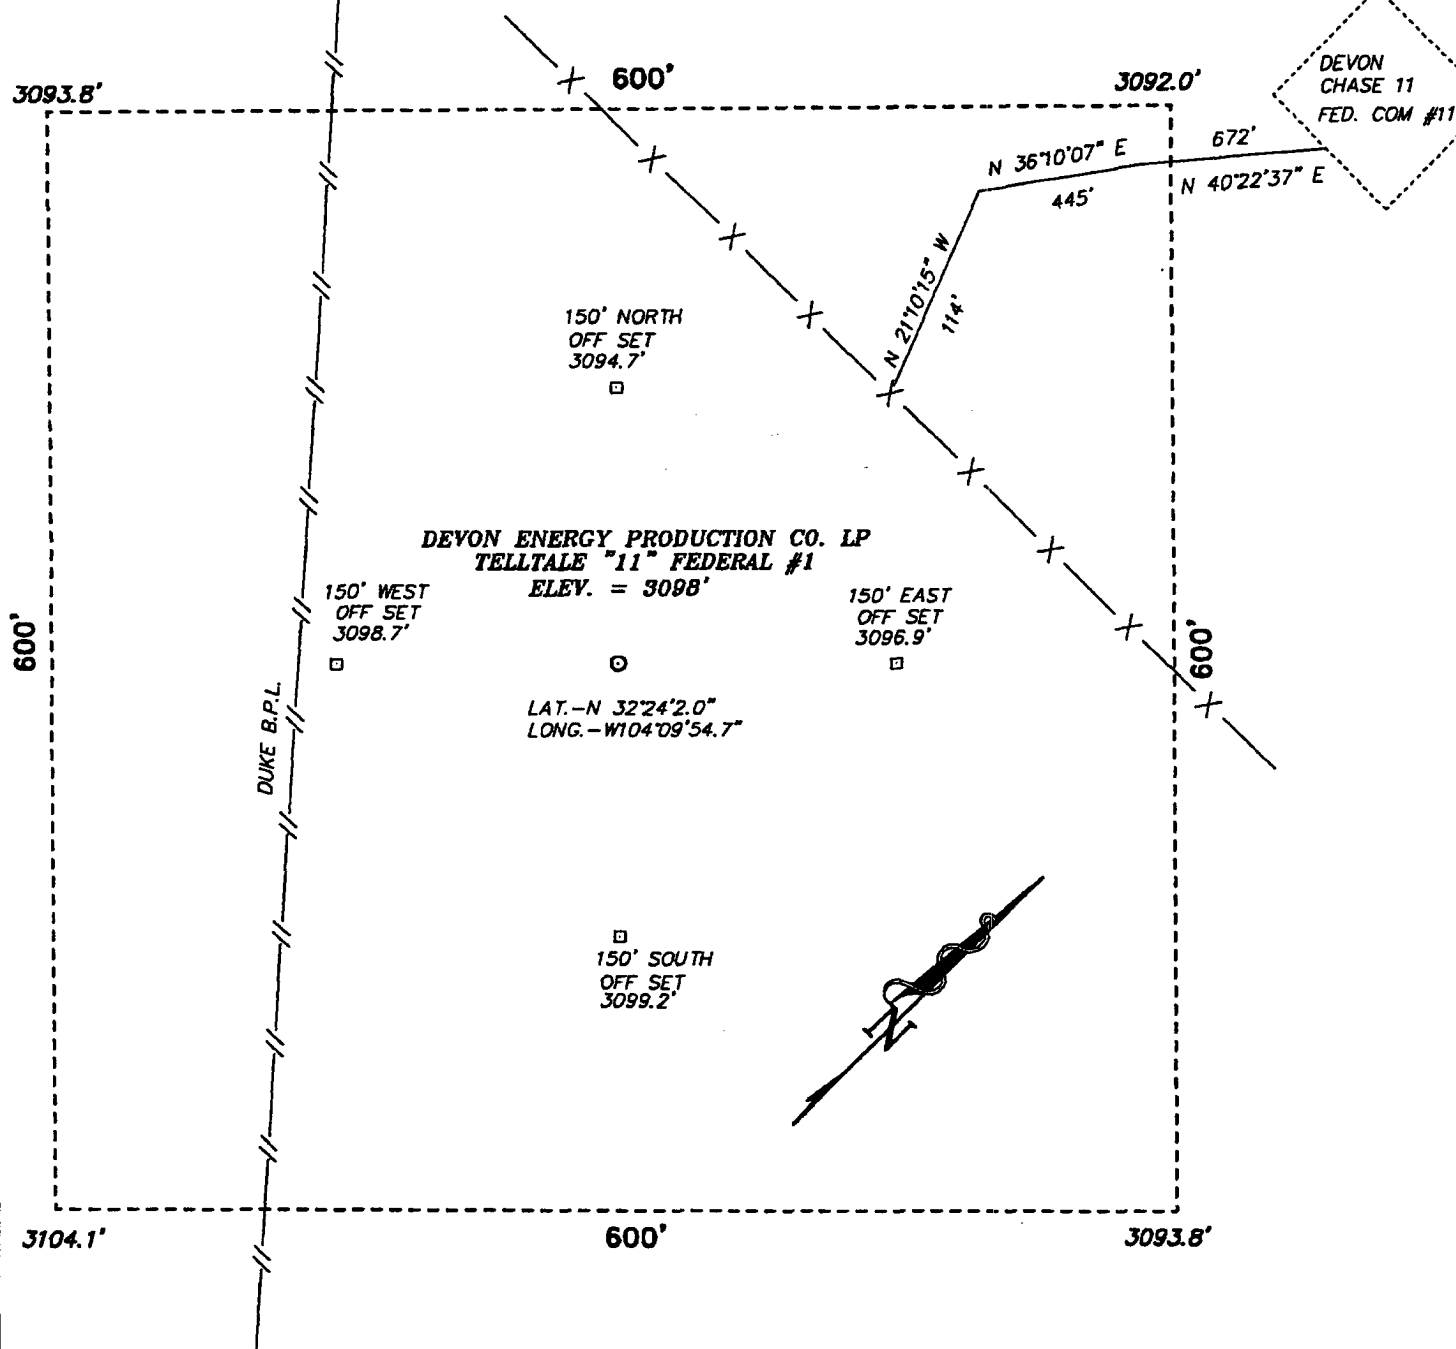 DEVON
CHASE 11
FED. COM #11
3093.8'
600'
3092.0'
N 36°10'07" E
672'
445'
N 40°22'37" E
N 21°10'15" W
114'
150' NORTH
OFF SET
3094.7'
DEVON ENERGY PRODUCTION CO. LP
TELLTALE "11" FEDERAL #1
ELEV. = 3098'
150' WEST
OFF SET
3098.7'
150' EAST
OFF SET
3096.9'
600'
600'
LAT.-N 32°24'2.0"
LONG.-W104°09'54.7"
DUKE B.P.L.
150' SOUTH
OFF SET
3099.2'
N
3104.1'
600'
3093.8'